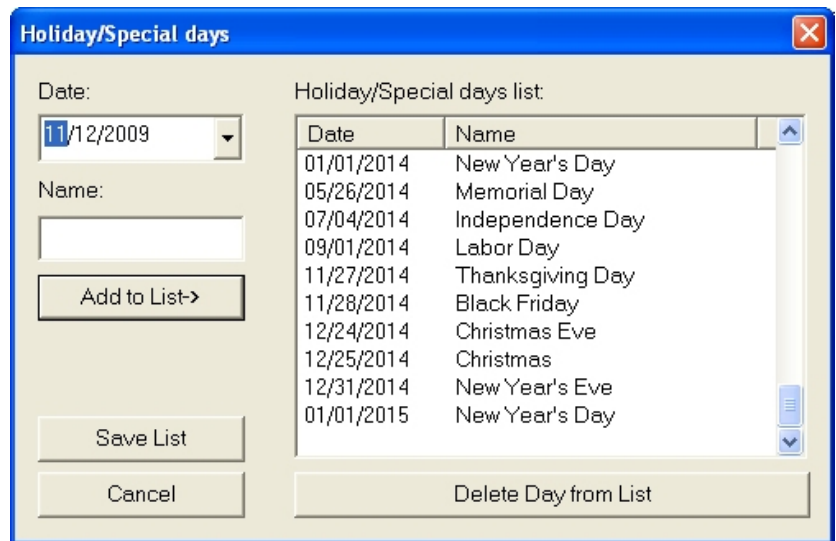 Holiday/Special days
Date:
11/12/2009
Name:
Add to List->
Save List
Cancel
Holiday/Special days list:
Date Name
01/01/2014 New Year's Day
05/26/2014 Memorial Day
07/04/2014 Independence Day
09/01/2014 Labor Day
11/27/2014 Thanksgiving Day
11/28/2014 Black Friday
12/24/2014 Christmas Eve
12/25/2014 Christmas
12/31/2014 New Year's Eve
01/01/2015 New Year's Day
Delete Day from List